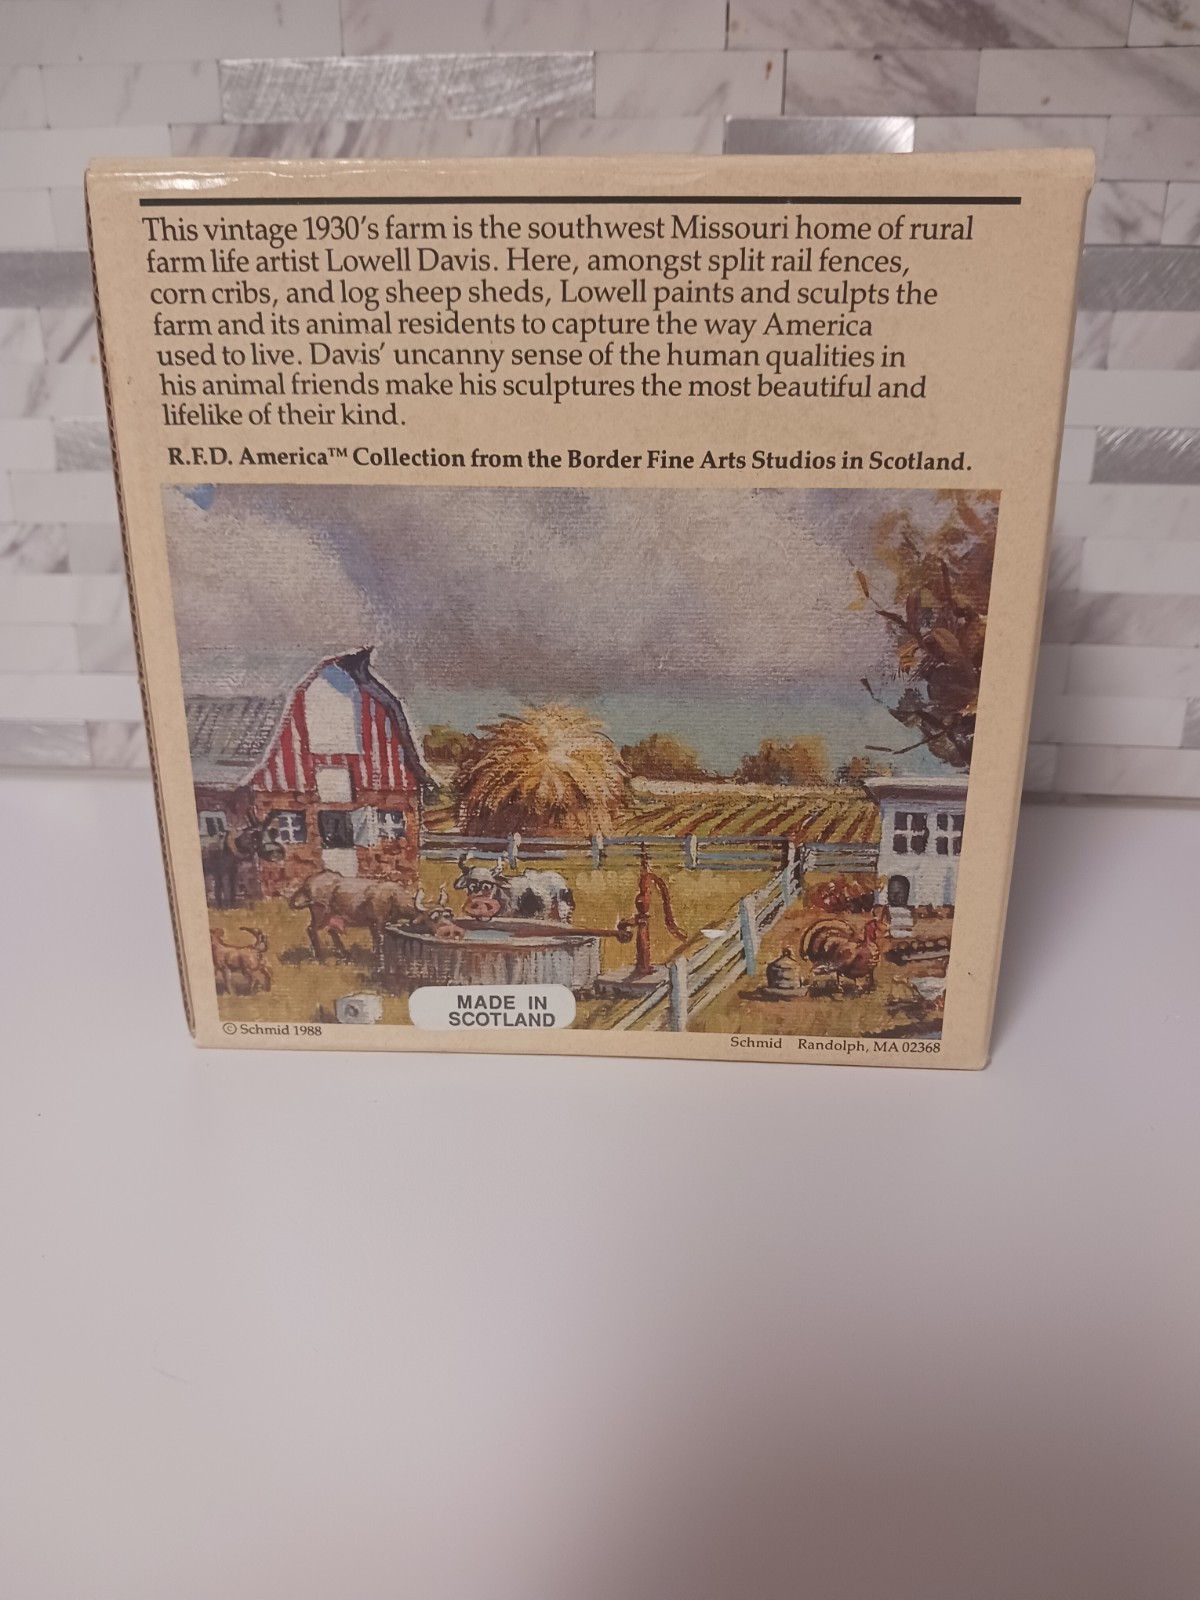 This vintage 1930's farm is the southwest Missouri home of rural
farm life artist Lowell Davis. Here, amongst split rail fences,
corn cribs, and log sheep sheds, Lowell paints and sculpts the
farm and its animal residents to capture the way America
used to live. Davis' uncanny sense of the human qualities in
his animal friends make his sculptures the most beautiful and
lifelike of their kind.
R.F.D. America™ Collection from the Border Fine Arts Studios in Scotland.
MADE IN
SCOTLAND
© Schmid 1988
Schmid Randolph, MA 02368